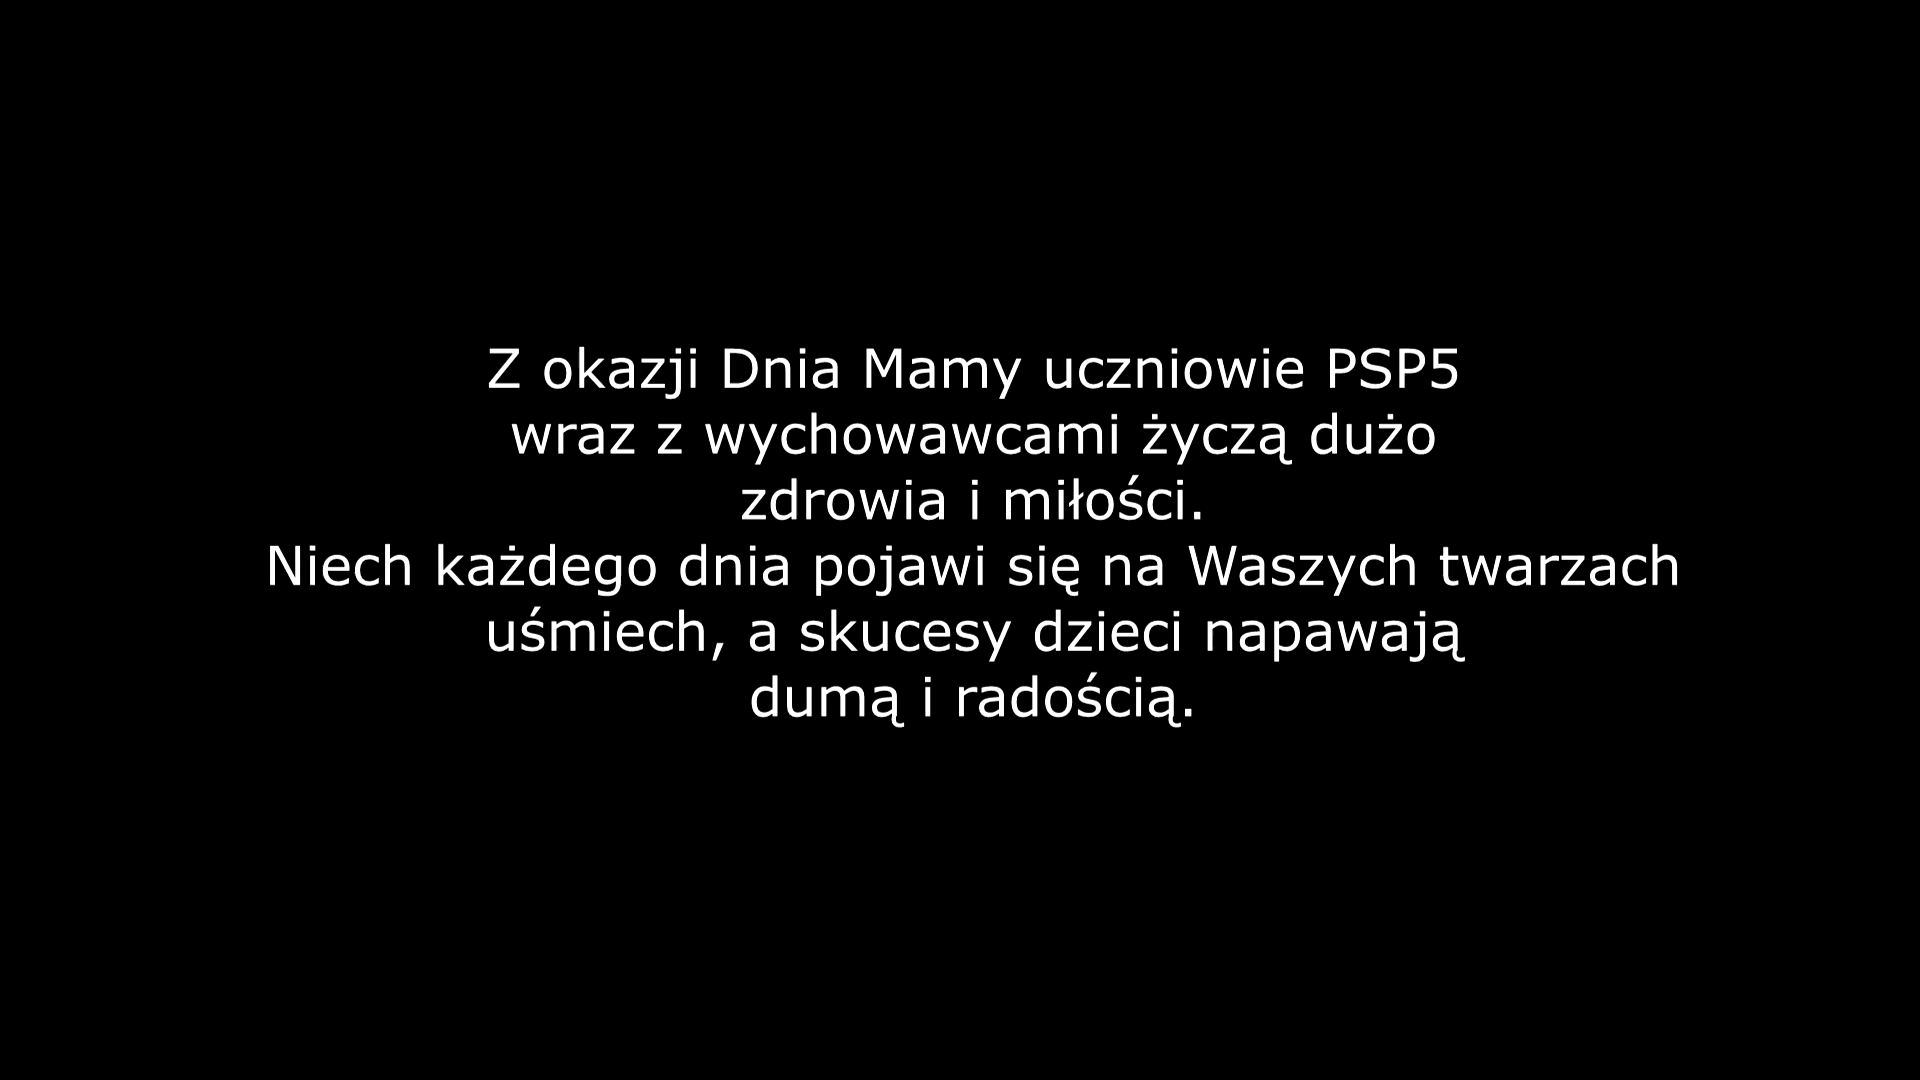 Z okazji Dnia Mamy uczniowie PSP5
wraz z wychowawcami życzą dużo
zdrowia i miłości.
Niech każdego dnia pojawi się na Waszych twarzach
uśmiech, a skucesy dzieci napawają
dumą i radością.